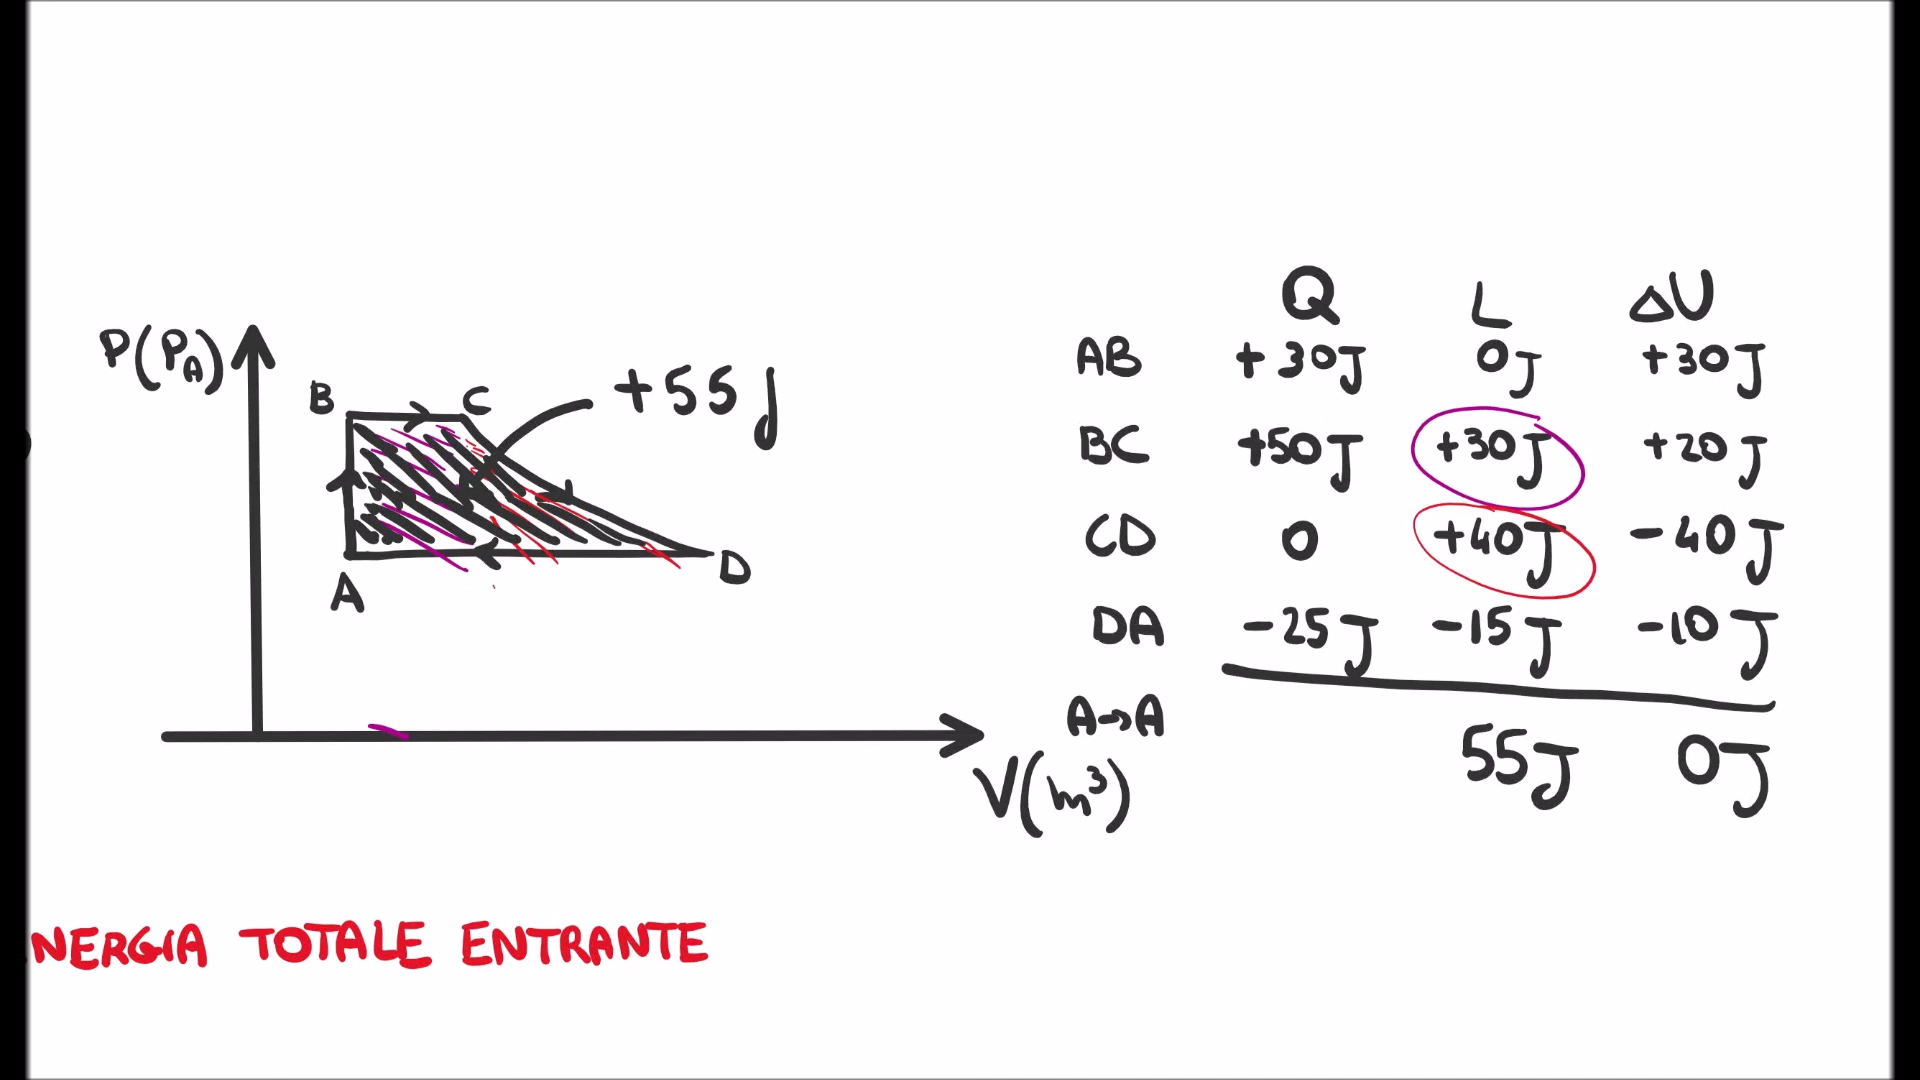 Q L ΔU
P(PA)
AB +30J 0J +30J
B C +55J
BC +50J +30J +20J
CD 0 +40J -40J
A D
DA -25J -15J -10J
A→A 55J 0J
V(m³)
NERGIA TOTALE ENTRANTE